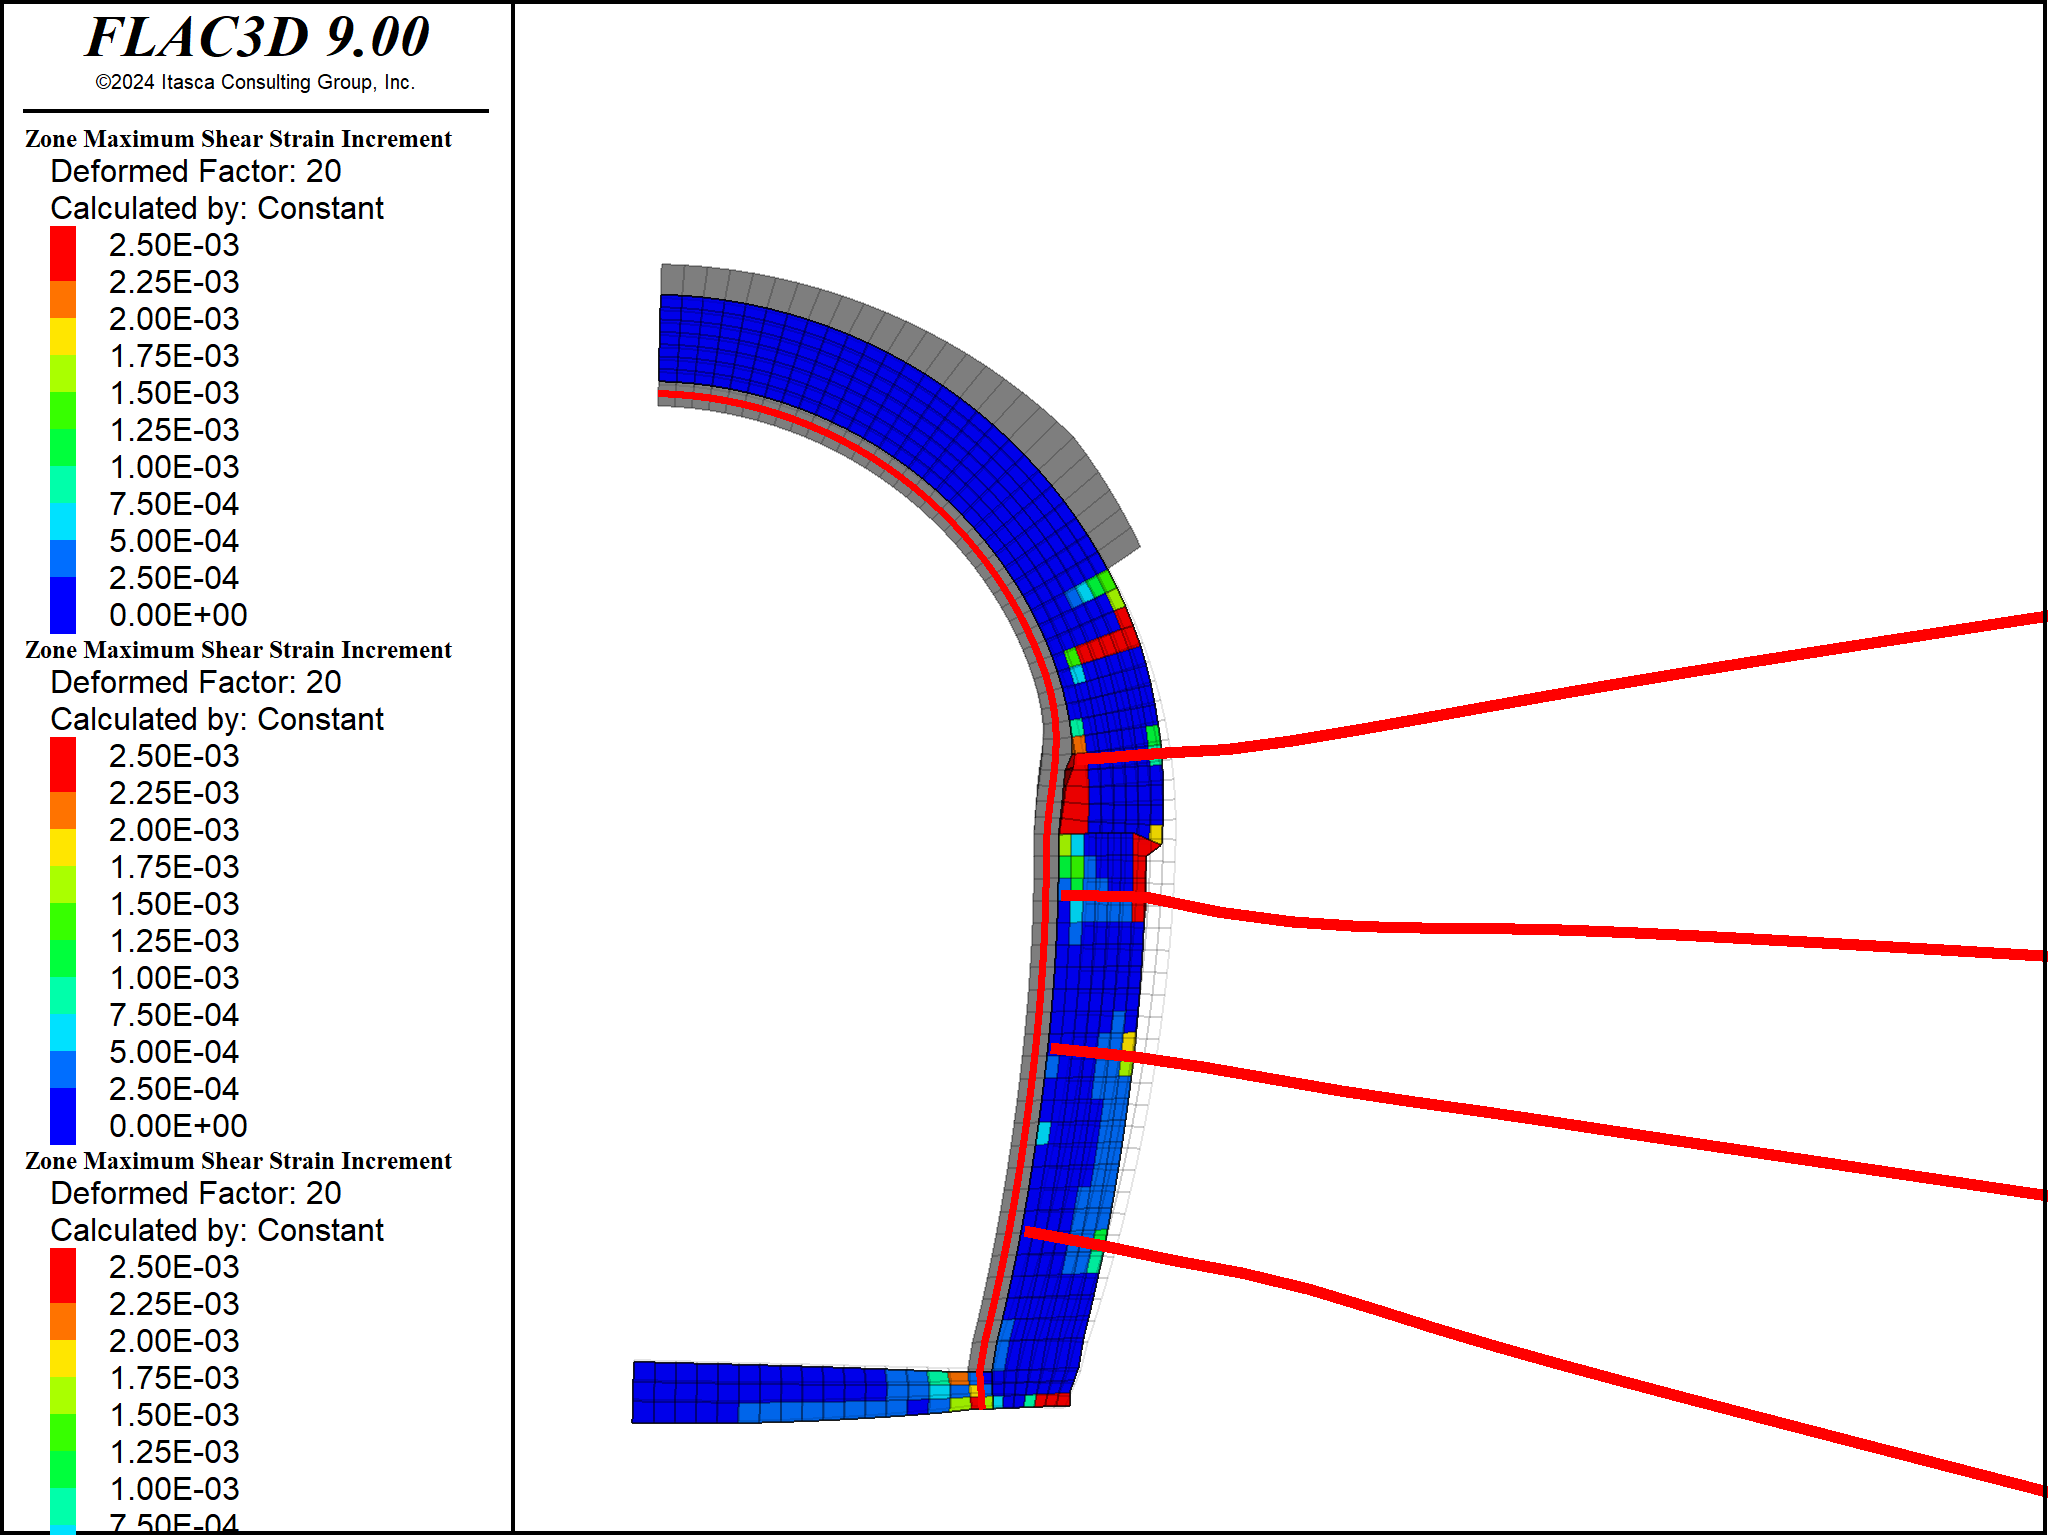 FLAC3D 9.00
©2024 Itasca Consulting Group, Inc.
Zone Maximum Shear Strain Increment
Deformed Factor: 20
Calculated by: Constant
2.50E-03
2.25E-03
2.00E-03
1.75E-03
1.50E-03
1.25E-03
1.00E-03
7.50E-04
5.00E-04
2.50E-04
0.00E+00
Zone Maximum Shear Strain Increment
Deformed Factor: 20
Calculated by: Constant
2.50E-03
2.25E-03
2.00E-03
1.75E-03
1.50E-03
1.25E-03
1.00E-03
7.50E-04
5.00E-04
2.50E-04
0.00E+00
Zone Maximum Shear Strain Increment
Deformed Factor: 20
Calculated by: Constant
2.50E-03
2.25E-03
2.00E-03
1.75E-03
1.50E-03
1.25E-03
1.00E-03
7.50E-04